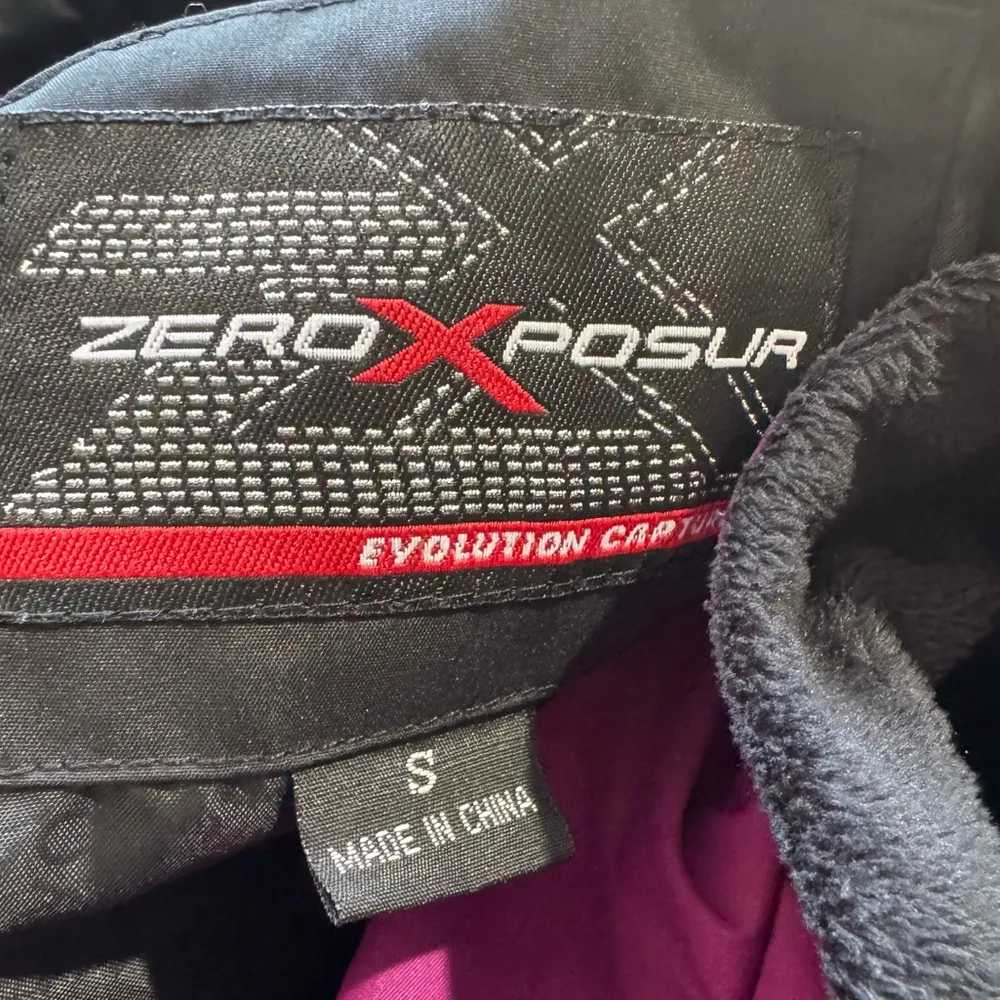 ZEROXPOSUR
EVOLUTION
S
MADE IN CHINA